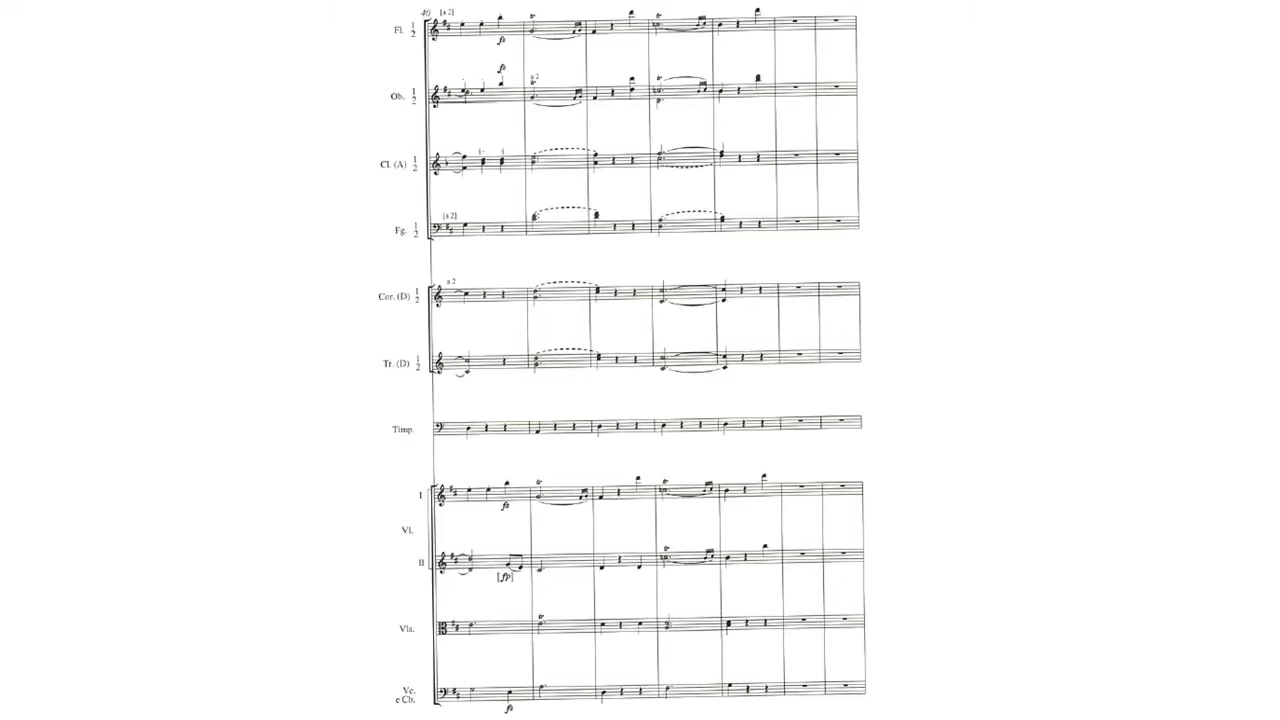 40 [a 2]
Fl. 1 2
fz
fz
Ob. 1 2
a 2
tr
tr
tr
tr
Cl. (A) 1 2
[a 2]
Fg. 1 2
a 2
Cor. (D) 1 2
Tr. (D) 1 2
Timp.
I
tr
tr
fz
Vl.
II
tr
[fp]
Vla.
tr
Vc.
e Cb.
fz